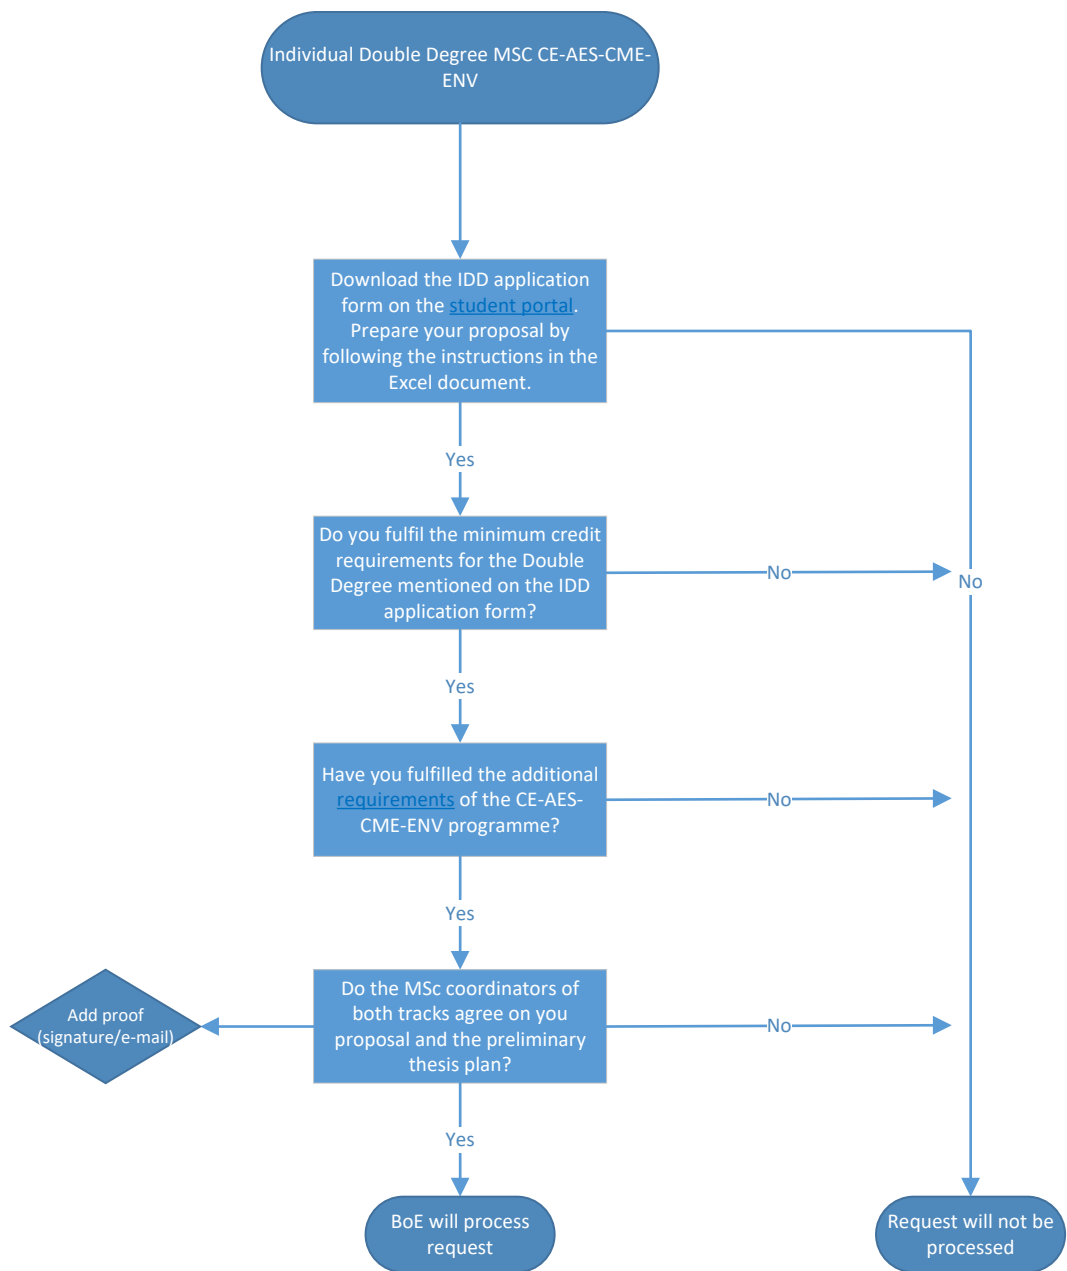 Individual Double Degree MSC CE-AES-CME-
ENV
Download the IDD application
form on the student portal.
Prepare your proposal by
following the instructions in the
Excel document.
Yes
Do you fulfil the minimum credit
requirements for the Double
Degree mentioned on the IDD
application form?
No
No
Yes
Have you fulfilled the additional
requirements of the CE-AES-
CME-ENV programme?
No
Yes
Do the MSc coordinators of
both tracks agree on you
proposal and the preliminary
thesis plan?
Add proof
(signature/e-mail)
No
Yes
BoE will process
request
Request will not be
processed